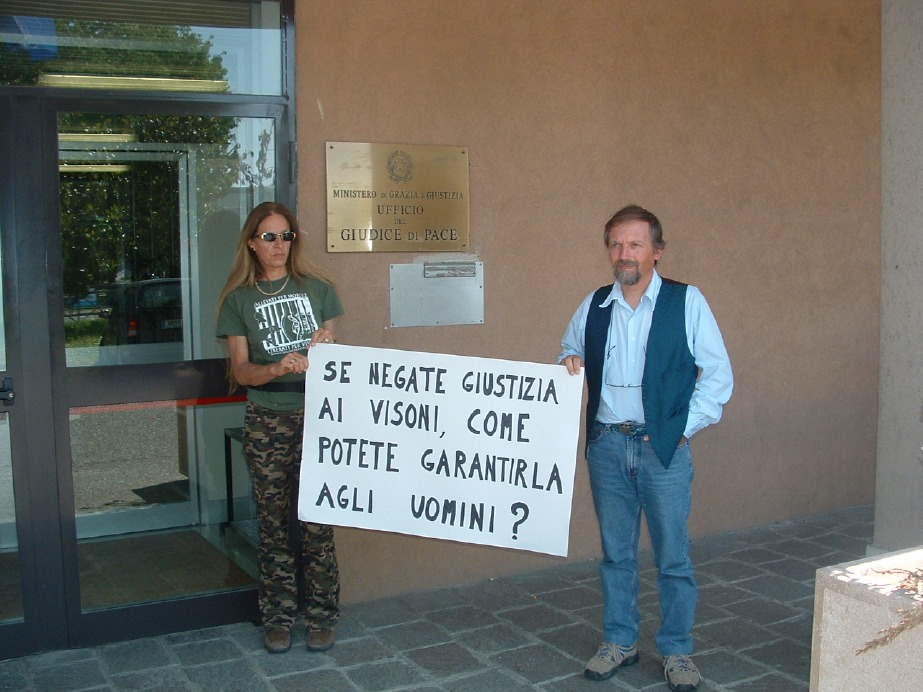 MINISTERO DI GRAZIA E GIUSTIZIA
UFFICIO
DEL
GIUDICE DI PACE
SE NEGATE GIUSTIZIA
AI VISONI, COME
POTETE GARANTIRLA
AGLI UOMINI?